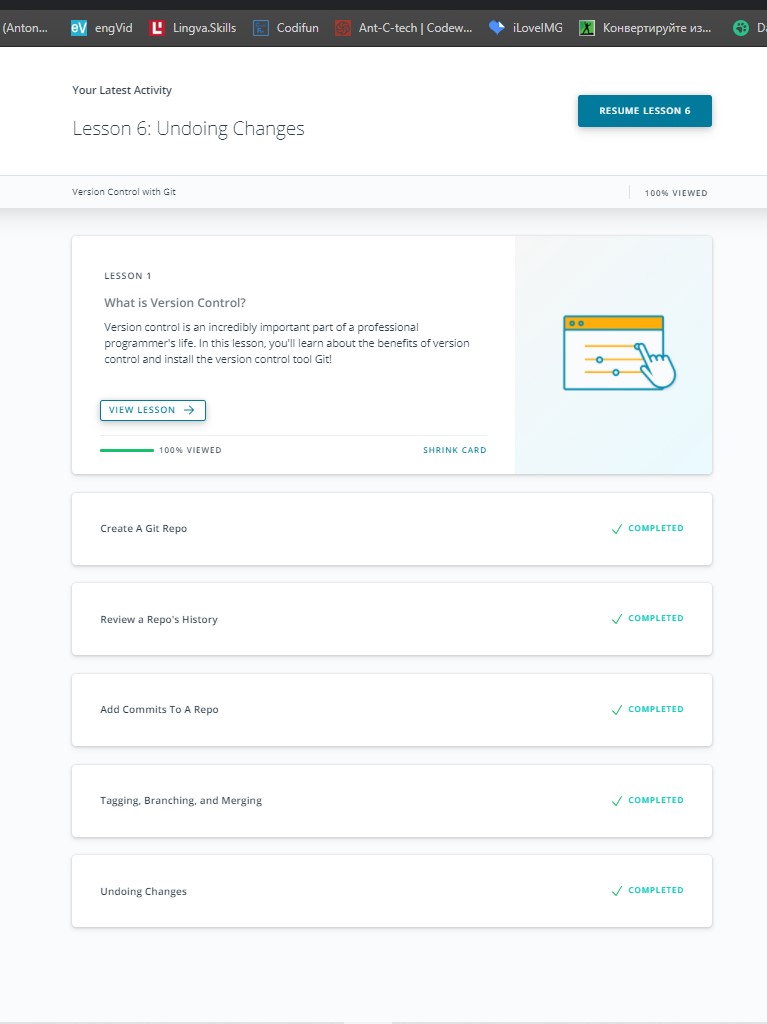 (Anton...
engVid
Lingva.Skills
Codifun
Ant-C-tech | Codew...
iLoveIMG
Конвертируйте из...
Your Latest Activity
Lesson 6: Undoing Changes
RESUME LESSON 6
Version Control with Git
100% VIEWED
LESSON 1
What is Version Control?
Version control is an incredibly important part of a professional
programmer's life. In this lesson, you'll learn about the benefits of version
control and install the version control tool Git!
VIEW LESSON
100% VIEWED
SHRINK CARD
Create A Git Repo
COMPLETED
Review a Repo's History
COMPLETED
Add Commits To A Repo
COMPLETED
Tagging, Branching, and Merging
COMPLETED
Undoing Changes
COMPLETED